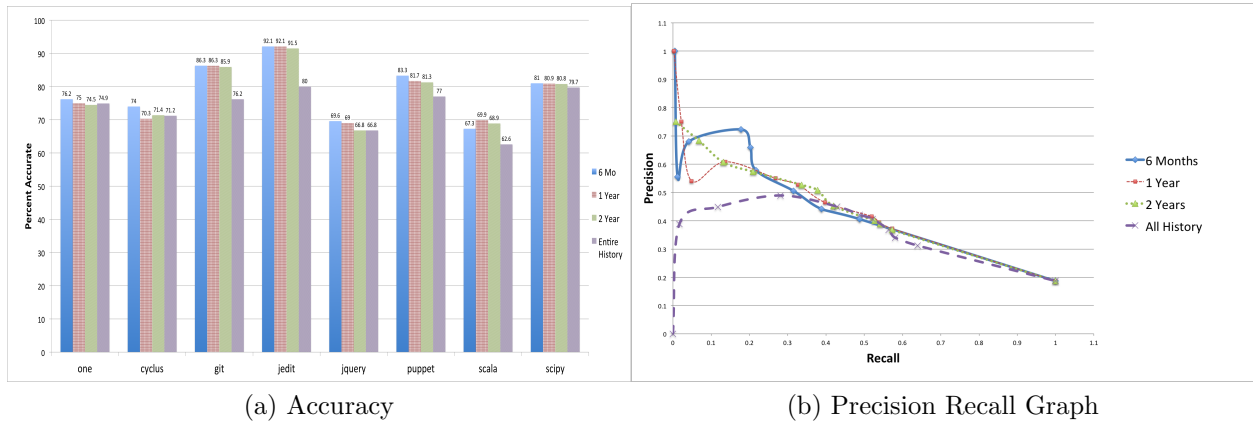 100
90
80
70
60
50
40
30
20
10
0
Percent Accurate
76.2 75 74.5 74.9
74 70.3 71.4 71.2
86.3 86.3 85.9 76.2
92.1 92.1 91.5 80
69.6 69 66.8 66.8
83.3 81.7 81.3 77
67.3 69.9 68.9 62.6
81 80.9 80.8 79.7
one cyclus git jedit jquery puppet scala scipy
6 Mo
1 Year
2 Year
Entire
History
(a) Accuracy
1.1
1
0.9
0.8
0.7
0.6
0.5
0.4
0.3
0.2
0.1
0
Precision
0 0.1 0.2 0.3 0.4 0.5 0.6 0.7 0.8 0.9 1 1.1
Recall
6 Months
1 Year
2 Years
All History
(b) Precision Recall Graph